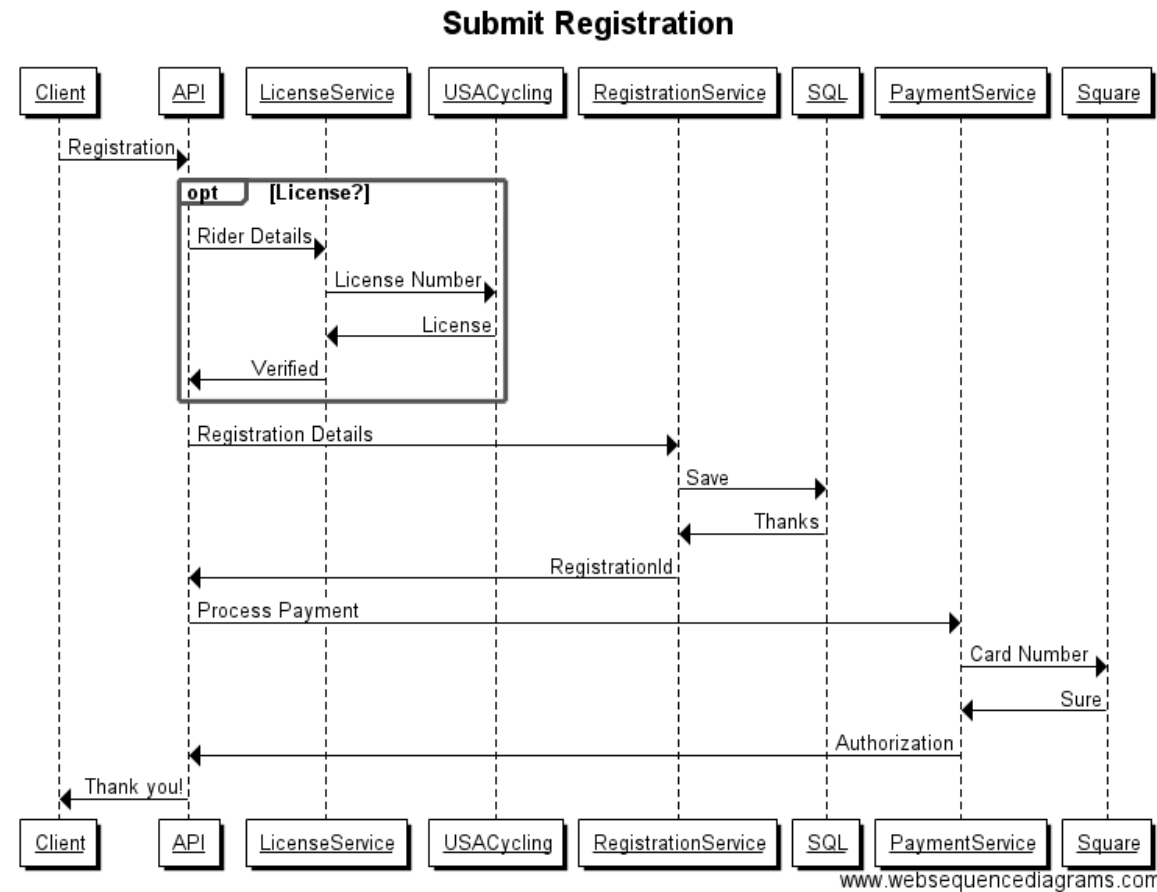 Submit Registration
Client API LicenseService USACycling RegistrationService SQL PaymentService Square
Registration
opt [License?]
Rider Details
License Number
License
Verified
Registration Details
Save
Thanks
RegistrationId
Process Payment
Card Number
Sure
Authorization
Thank you!
Client API LicenseService USACycling RegistrationService SQL PaymentService Square
www.websequencediagrams.com